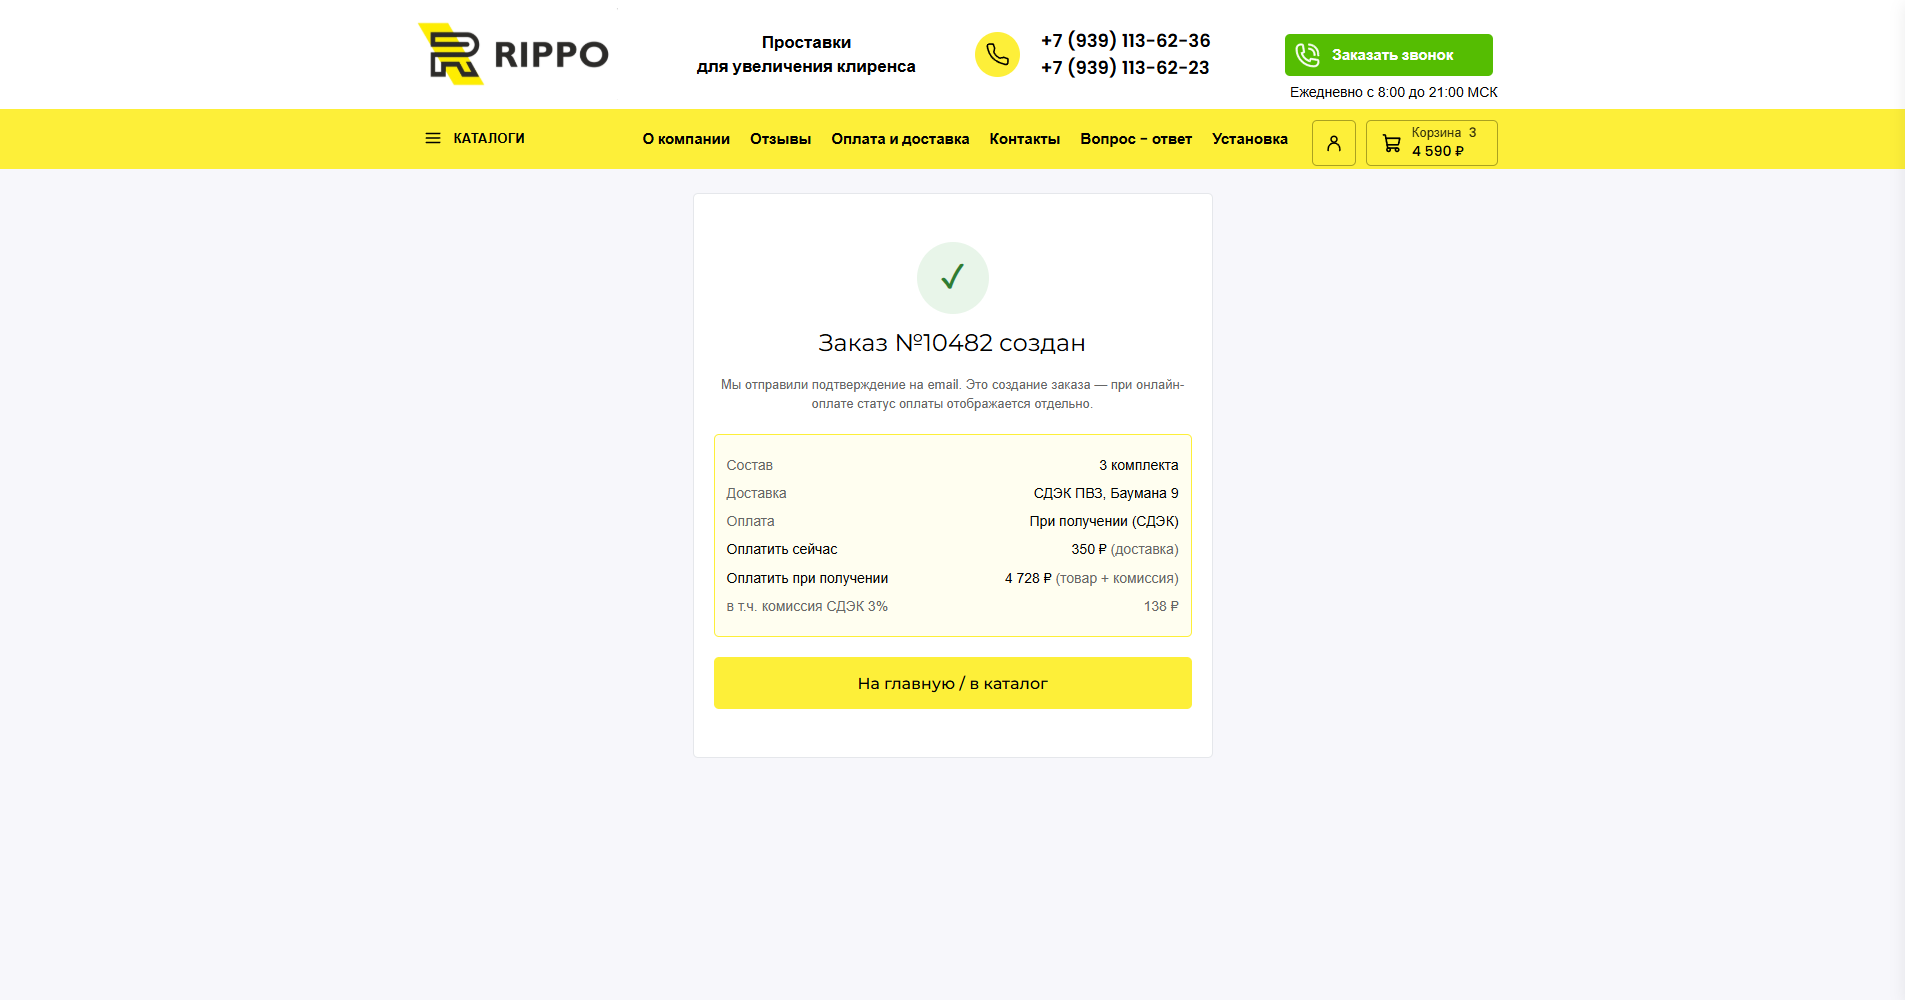 RIPPO
Проставки
для увеличения клиренса
+7 (939) 113-62-36
+7 (939) 113-62-23
Заказать звонок
Ежедневно с 8:00 до 21:00 МСК
КАТАЛОГИ
О компании
Отзывы
Оплата и доставка
Контакты
Вопрос - ответ
Установка
Корзина 3
4 590 ₽
Заказ №10482 создан
Мы отправили подтверждение на email. Это создание заказа — при онлайн-
оплате статус оплаты отображается отдельно.
Состав 3 комплекта
Доставка СДЭК ПВЗ, Баумана 9
Оплата При получении (СДЭК)
Оплатить сейчас 350 ₽ (доставка)
Оплатить при получении 4 728 ₽ (товар + комиссия)
в т.ч. комиссия СДЭК 3% 138 ₽
На главную / в каталог